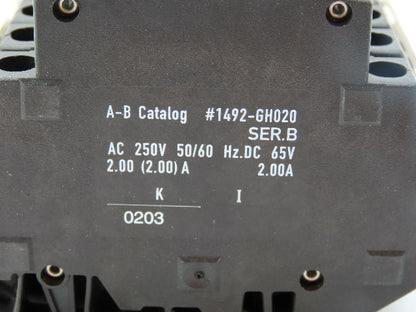 A-B Catalog #1492-GH020
SER.B
AC 250V 50/60 Hz.DC 65V
2.00 (2.00) A 2.00A
K I
0203